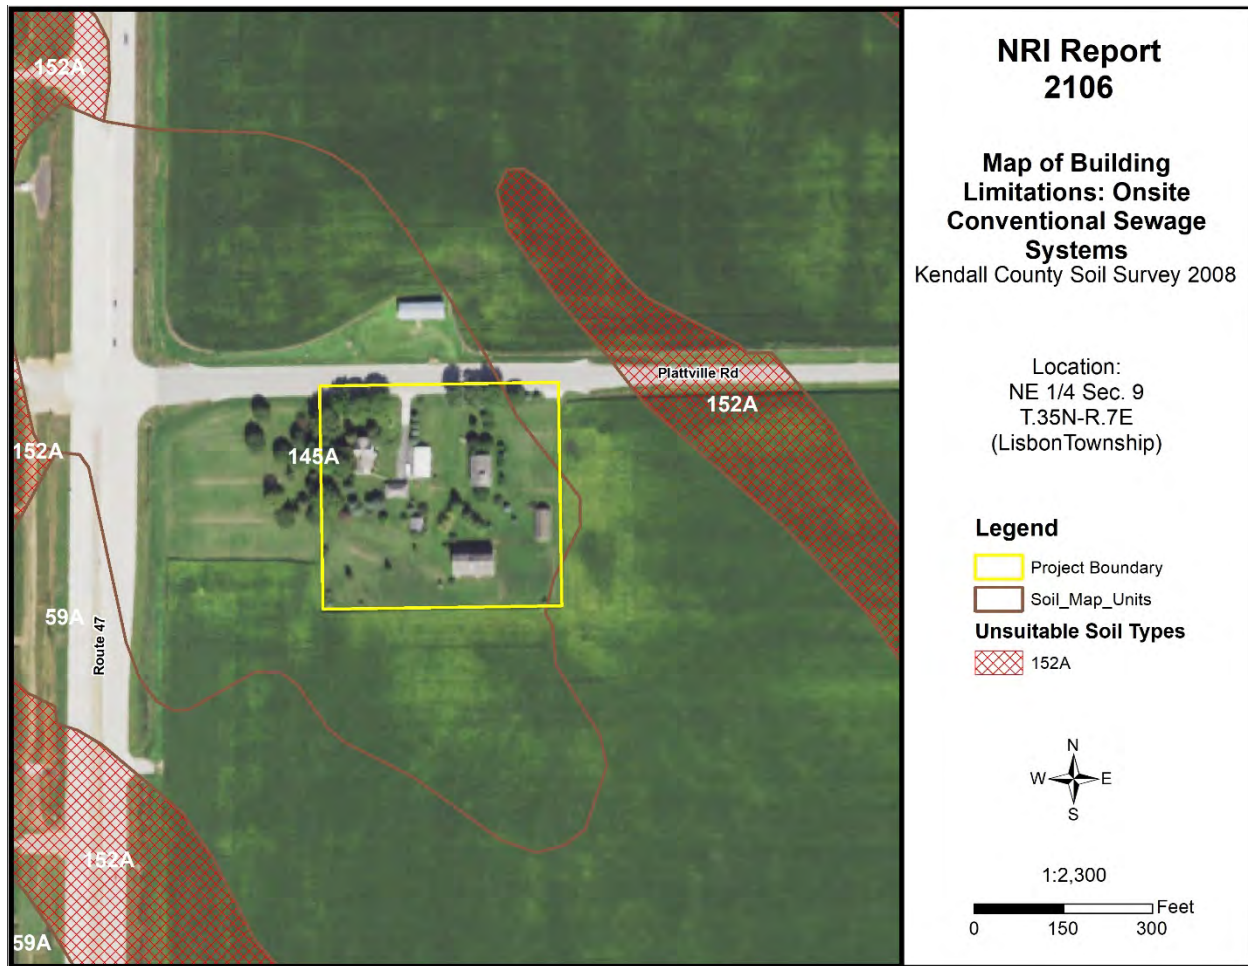 152A
Plattville Rd
152A
145A
152A
59A
Route 47
152A
59A
NRI Report
2106
Map of Building
Limitations: Onsite
Conventional Sewage
Systems
Kendall County Soil Survey 2008
Location:
NE 1/4 Sec. 9
T.35N-R.7E
(LisbonTownship)
Legend
Project Boundary
Soil_Map_Units
Unsuitable Soil Types
152A
N
W E
S
1:2,300
Feet
0 150 300